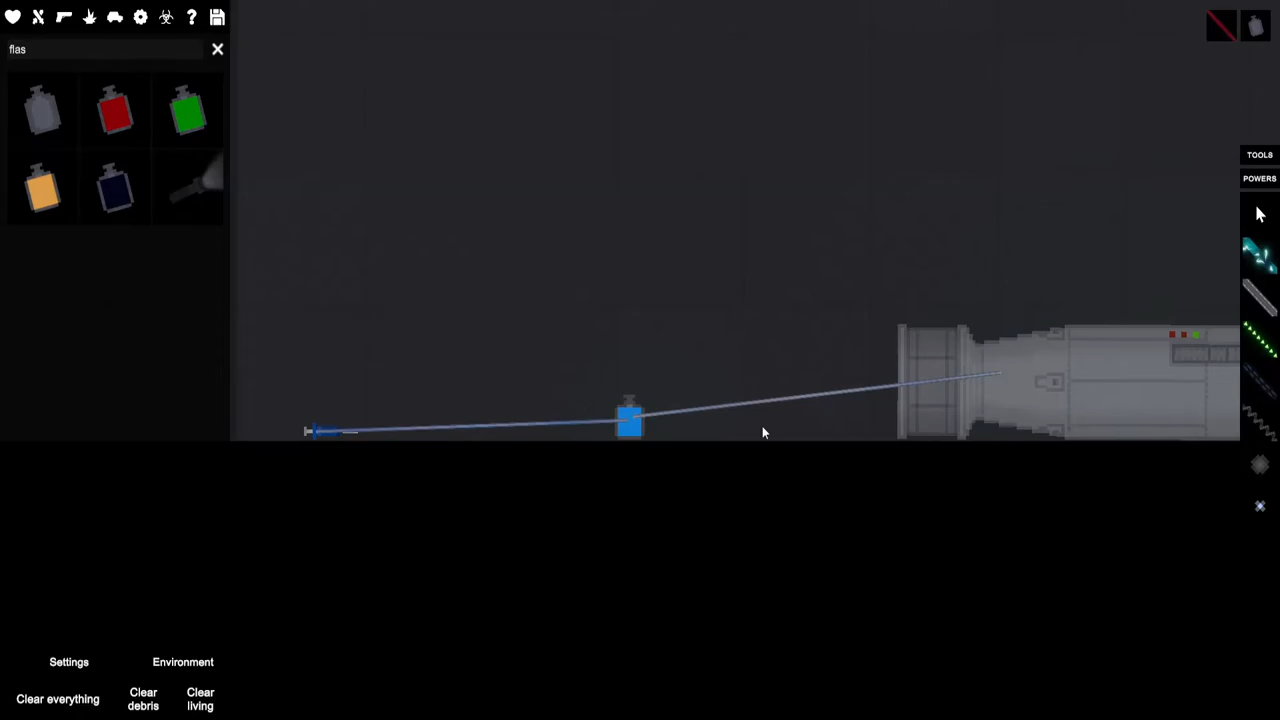 flas
TOOLS
POWERS
Settings
Environment
Clear everything
Clear debris
Clear living